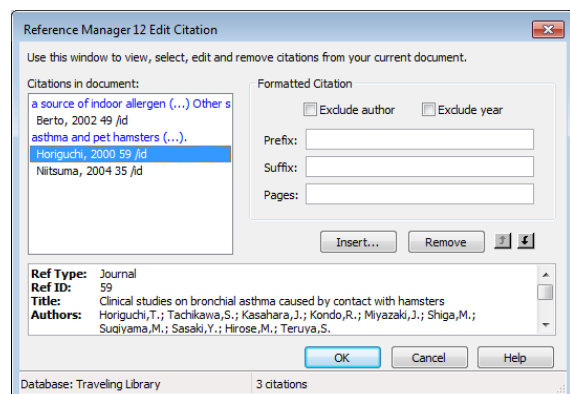 Reference Manager 12 Edit Citation
Use this window to view, select, edit and remove citations from your current document.
Citations in document:
a source of indoor allergen (...) Other s
Berto, 2002 49 /id
asthma and pet hamsters (...).
Horiguchi, 2000 59 /id
Niitsuma, 2004 35 /id
Formatted Citation
Exclude author
Exclude year
Prefix:
Suffix:
Pages:
Insert...
Remove
Ref Type: Journal
Ref ID: 59
Title: Clinical studies on bronchial asthma caused by contact with hamsters
Authors: Horiguchi,T.; Tachikawa,S.; Kasahara,J.; Kondo,R.; Miyazaki,J.; Shiga,M.;
Sugiyama,M.; Sasaki,Y.; Hirose,M.; Teruya,S.
OK
Cancel
Help
Database: Traveling Library
3 citations